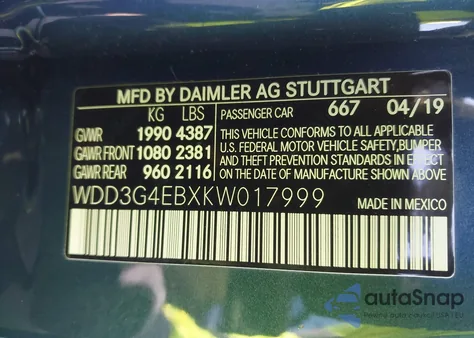 MFD BY DAIMLER AG STUTTGART
KG LBS PASSENGER CAR 667 04/19
GVWR 1990 4387 THIS VEHICLE CONFORMS TO ALL APPLICABLE
GAWR FRONT 1080 2381 U.S. FEDERAL MOTOR VEHICLE SAFETY,BUMPER
AND THEFT PREVENTION STANDARDS IN EFFECT
GAWR REAR 960 2116 ON THE DATE OF MANUFACTURE SHOWN ABOVE
WDD3G4EBXKW017999 MADE IN MEXICO
autoSnap